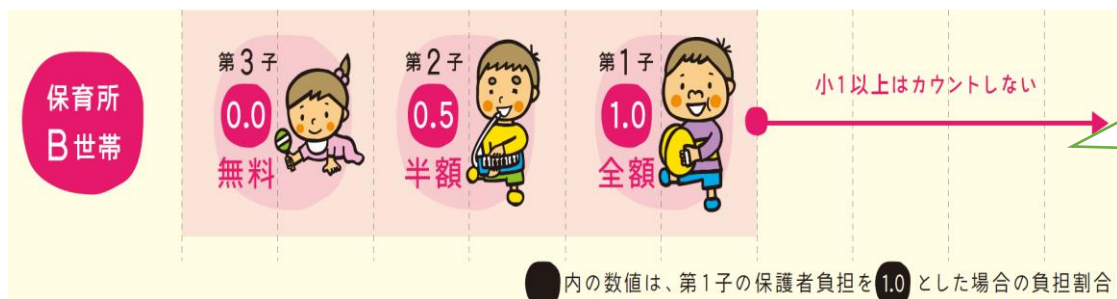 保育所
B世帯
第3子
0.0
無料
第2子
0.5
半額
第1子
1.0
全額
小1以上はカウントしない
内の数値は、第1子の保護者負担を1.0とした場合の負担割合